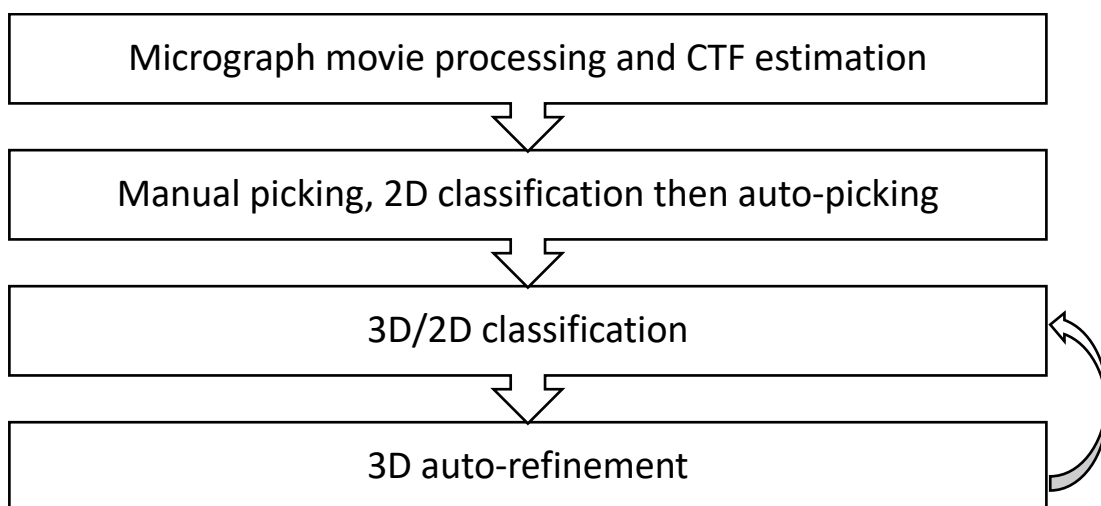 Micrograph movie processing and CTF estimation
Manual picking, 2D classification then auto-picking
3D/2D classification
3D auto-refinement